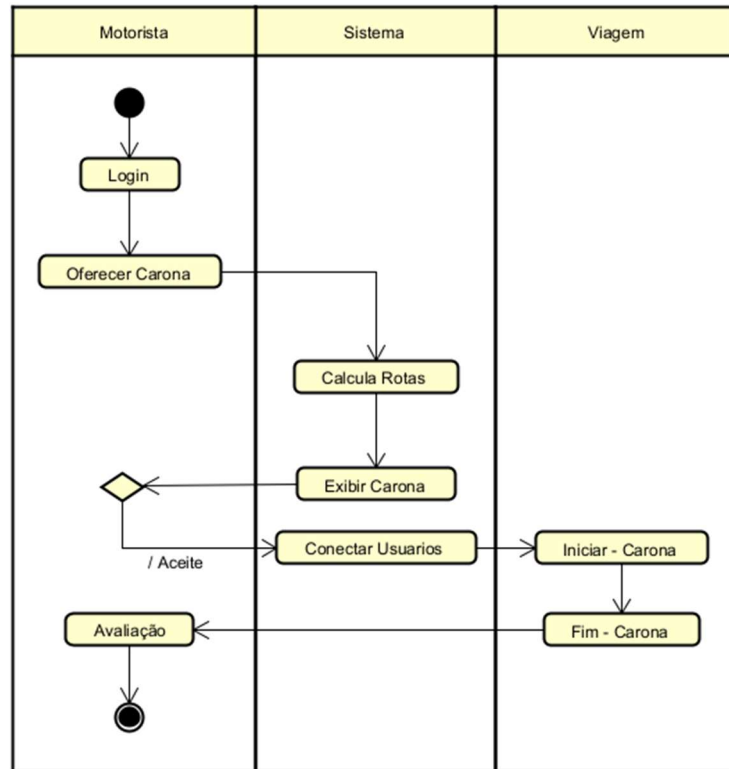 Motorista
Sistema
Viagem
Login
Oferecer Carona
Calcula Rotas
Exibir Carona
/ Aceite
Conectar Usuarios
Iniciar - Carona
Avaliação
Fim - Carona